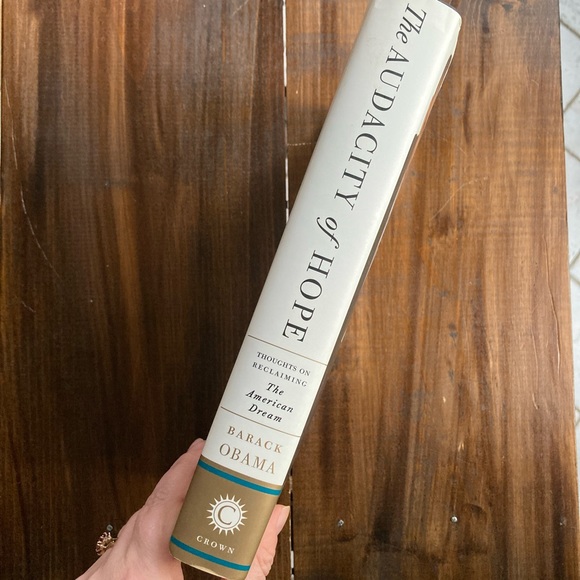 The AUDACITY of HOPE
THOUGHTS ON
RECLAIMING
The
American
Dream
BARACK
OBAMA
C
CROWN